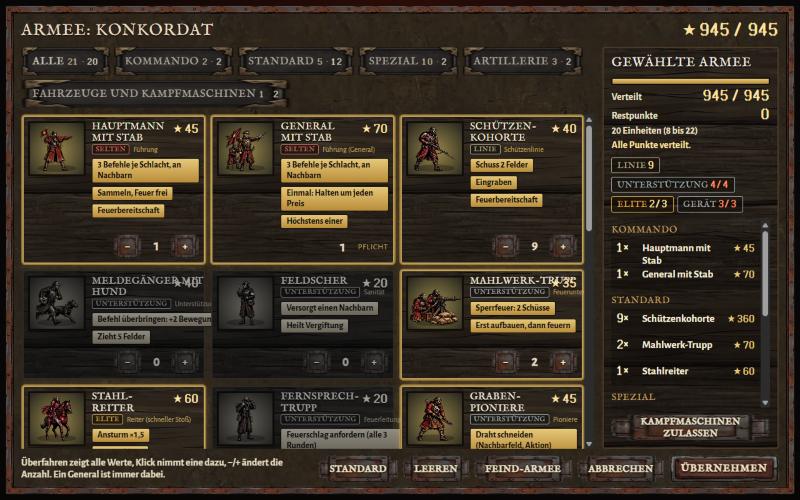 ARMEE: KONKORDAT
★ 945 / 945
ALLE 21 · 20
KOMMANDO 2 · 2
STANDARD 5 · 12
SPEZIAL 10 · 2
ARTILLERIE 3 · 2
FAHRZEUGE UND KAMPFMASCHINEN 1 2
HAUPTMANN
MIT STAB
★ 45
SELTEN Führung
3 Befehle je Schlacht, an
Nachbarn
Sammeln, Feuer frei
Feuerbereitschaft
− 1 +
GENERAL
MIT STAB
★ 70
SELTEN Führung (General)
3 Befehle je Schlacht, an
Nachbarn
Einmal: Halten um jeden
Preis
Höchstens einer
1 PFLICHT
SCHÜTZEN-
KOHORTE
★ 40
LINIE Schützenlinie
Schuss 2 Felder
Eingraben
Feuerbereitschaft
− 9 +
MELDEGÄNGER MIT
HUND
★ 40
UNTERSTÜTZUNG
Befehl überbringen: +2
Zieht 5 Felder
− 0 +
FELDSCHER
★ 20
UNTERSTÜTZUNG Sanität
Versorgt einen Nachbarn
Heilt Vergiftung
− 0 +
MAHLWERK-TRUPP
★ 35
UNTERSTÜTZUNG
Sperrfeuer: 2 Schüsse
Erst aufbauen, dann feuern
− 2 +
STAHL-
REITER
★ 60
ELITE Reiter (schneller Stoß)
Ansturm ×1,5
FERNSPRECH-
TRUPP
★ 20
UNTERSTÜTZUNG
Feuerschlag anfordern (alle 3
Runden)
GRABEN-
PIONIERE
★ 45
UNTERSTÜTZUNG Pioniere
Draht schneiden
(Nachbarfeld, Aktion)
GEWÄHLTE ARMEE
Verteilt 945 / 945
Restpunkte 0
20 Einheiten (8 bis 22)
Alle Punkte verteilt.
LINIE 9
UNTERSTÜTZUNG 4/4
ELITE 2/3
GERÄT 3/3
KOMMANDO
1× Hauptmann mit ★ 45
Stab
1× General mit Stab ★ 70
STANDARD
9× Schützenkohorte ★ 360
2× Mahlwerk-Trupp ★ 70
1× Stahlreiter ★ 60
SPEZIAL
KAMPFMASCHINEN
ZULASSEN
Überfahren zeigt alle Werte, Klick nimmt eine dazu, −/+ ändert die
Anzahl. Ein General ist immer dabei.
STANDARD
LEEREN
FEIND-ARMEE
ABBRECHEN
ÜBERNEHMEN